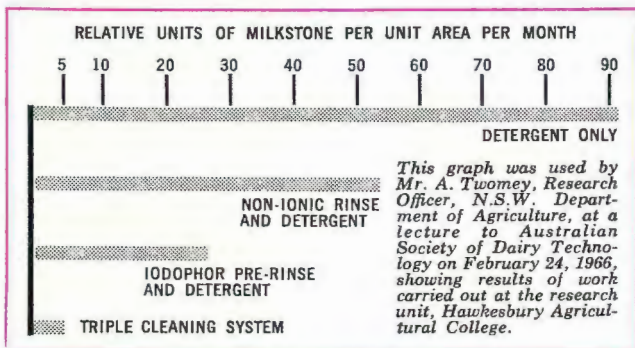 RELATIVE UNITS OF MILKSTONE PER UNIT AREA PER MONTH
5 10 20 30 40 50 60 70 80 90
DETERGENT ONLY
NON-IONIC RINSE
AND DETERGENT
IODOPHOR PRE-RINSE
AND DETERGENT
TRIPLE CLEANING SYSTEM
This graph was used by
Mr. A. Twomey, Research
Officer, N.S.W. Depart-
ment of Agriculture, at a
lecture to Australian
Society of Dairy Techno-
logy on February 24, 1966,
showing results of work
carried out at the research
unit, Hawkesbury Agricul-
tural College.